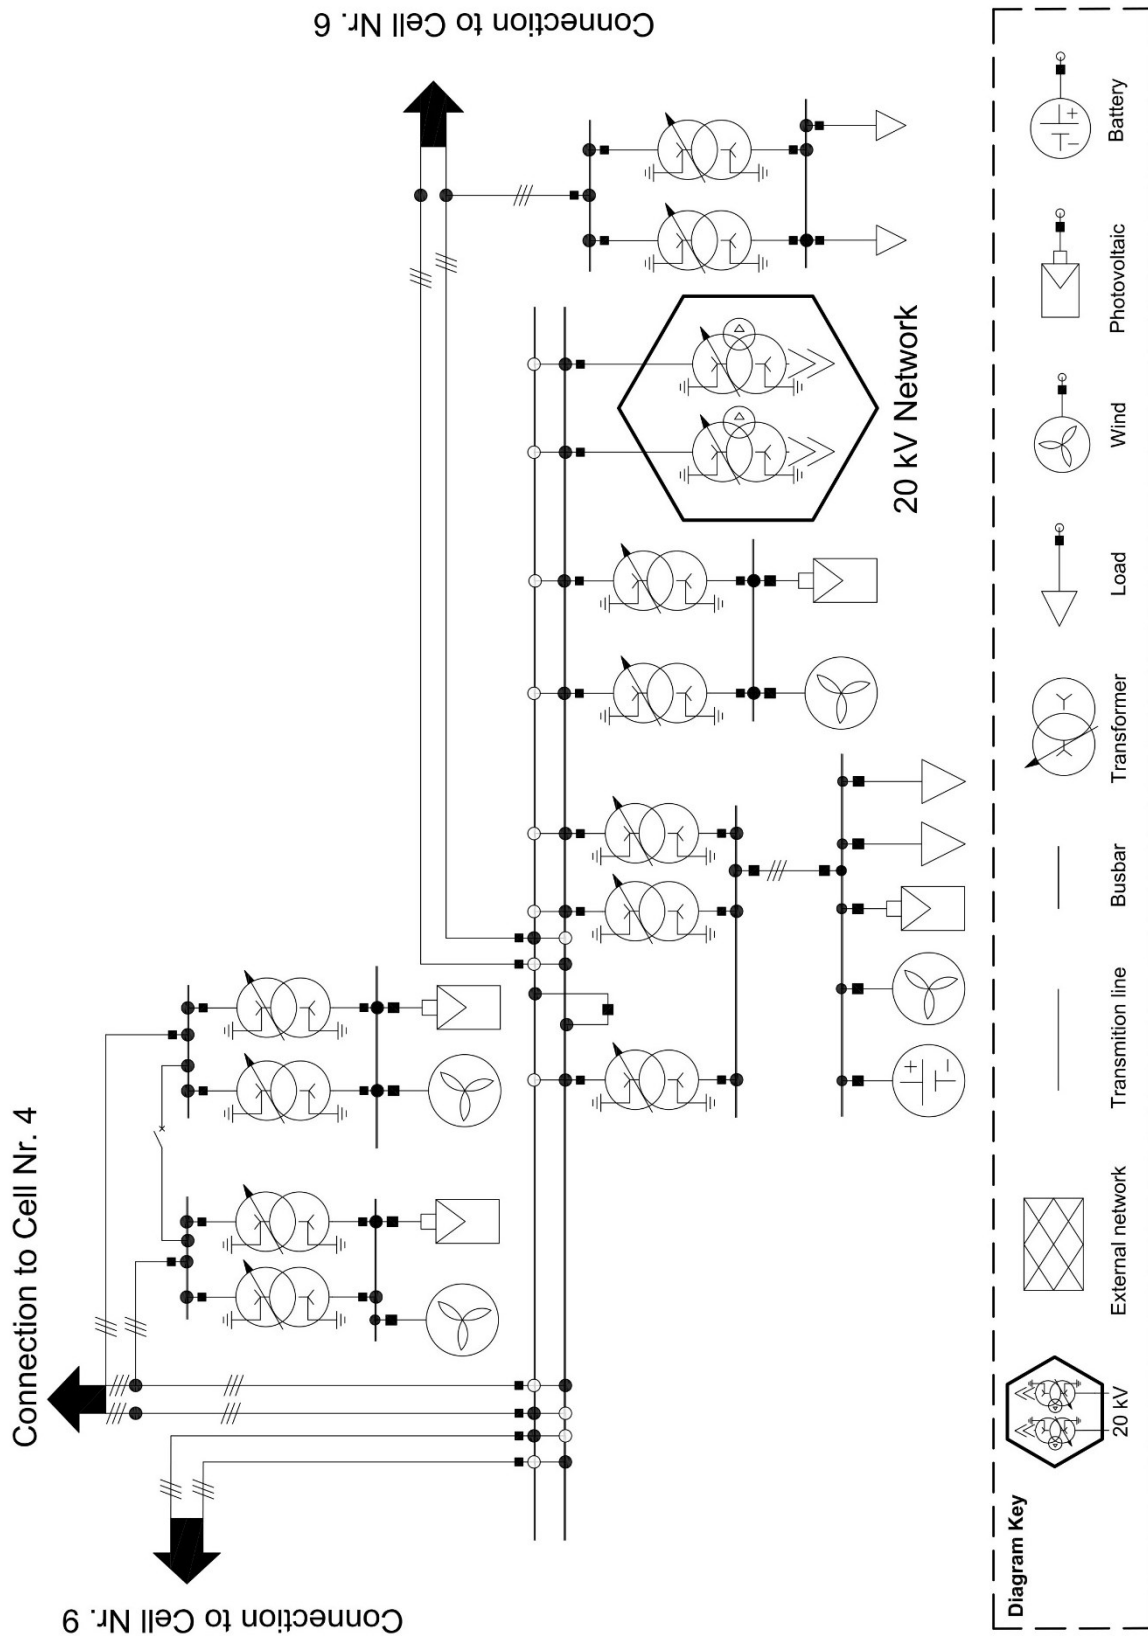 Connection to Cell Nr. 4
Connection to Cell Nr. 9
Connection to Cell Nr. 6
20 kV Network
Diagram Key
20 kV
External network
Transmition line
Busbar
Transformer
Load
Wind
Photovoltaic
Battery